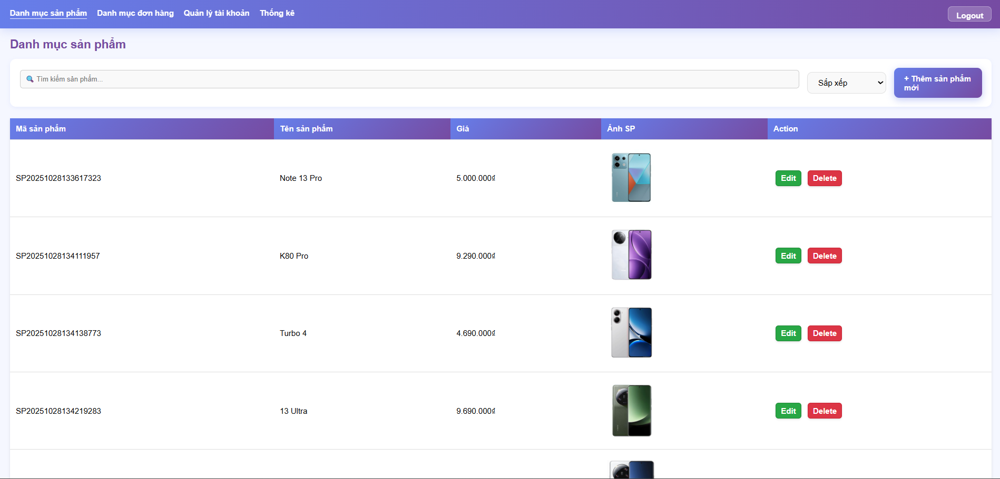 Danh mục sản phẩm Danh mục đơn hàng Quản lý tài khoản Thống kê Logout
Danh mục sản phẩm
Tìm kiếm sản phẩm...
Sắp xếp
+ Thêm sản phẩm
mới
Mã sản phẩm Tên sản phẩm Giá Ảnh SP Action
SP20251028133617323 Note 13 Pro 5.000.000₫ Edit Delete
SP20251028134111957 K80 Pro 9.290.000₫ Edit Delete
SP20251028134138773 Turbo 4 4.690.000₫ Edit Delete
SP20251028134219283 13 Ultra 9.690.000₫ Edit Delete